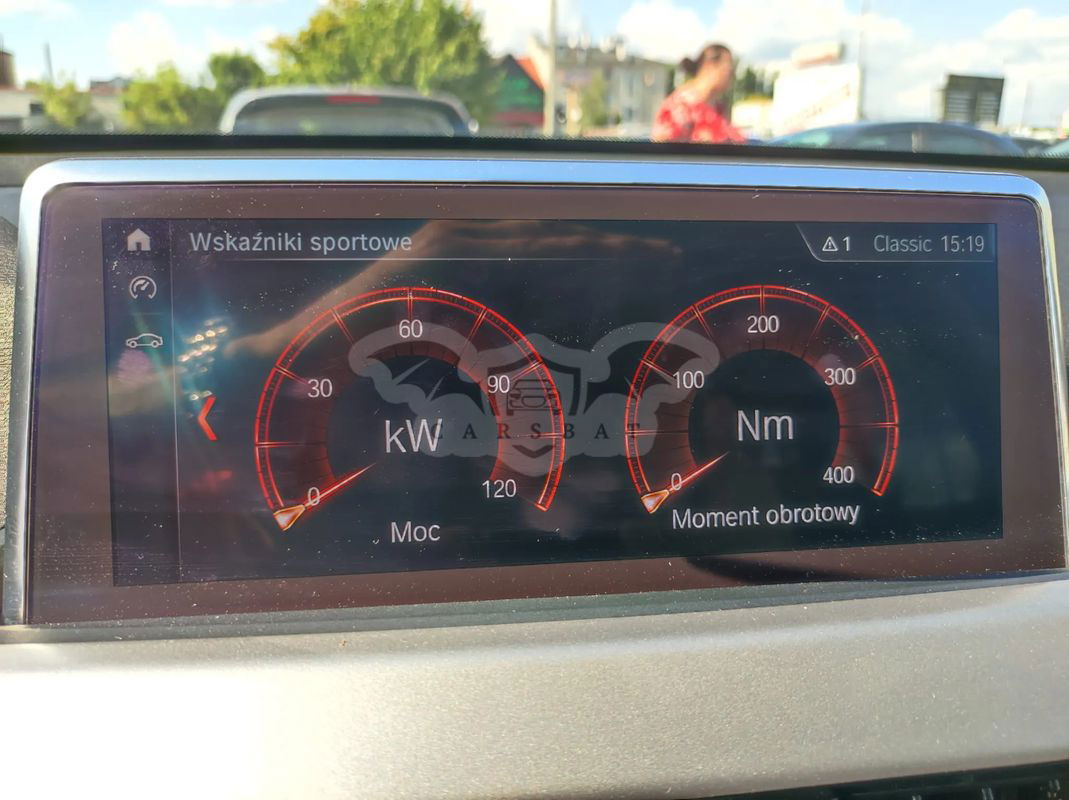 Wskaźniki sportowe
1
Classic 15:19
0
30
60
90
120
kW
Moc
0
100
200
300
400
Nm
Moment obrotowy
CARSBAT